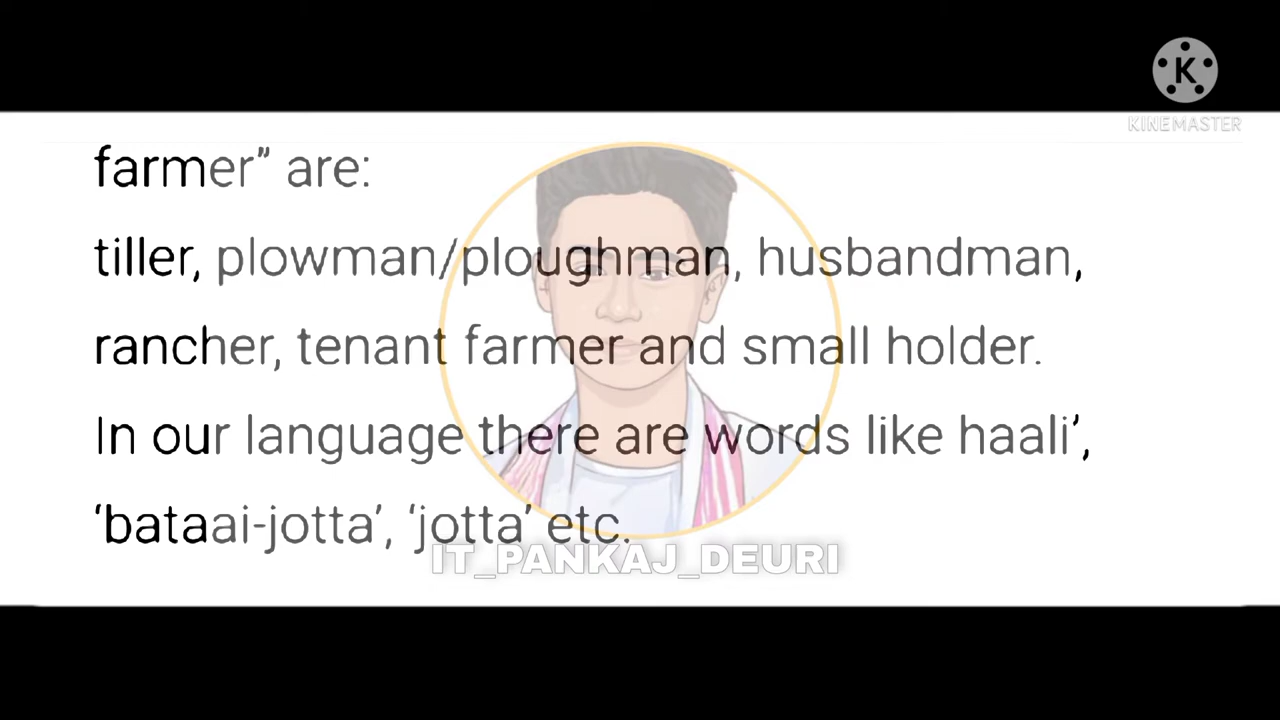 KINEMASTER
farmer” are:
tiller, plowman/ploughman, husbandman,
rancher, tenant farmer and small holder.
In our language there are words like haali’,
‘bataai-jotta’, ‘jotta’ etc.
IT_PANKAJ_DEURI